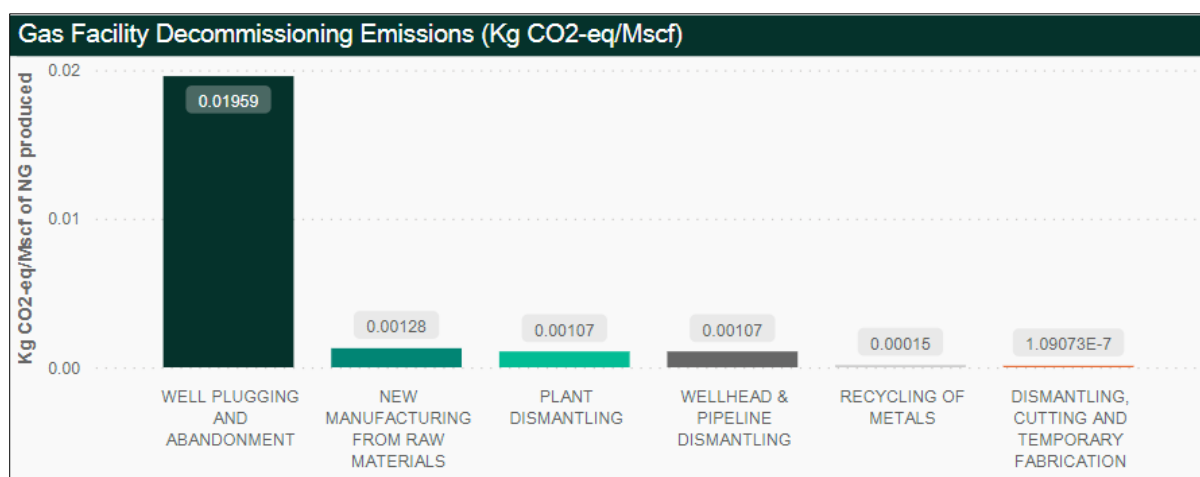 Gas Facility Decommissioning Emissions (Kg CO2-eq/Mscf)
Kg CO2-eq/Mscf of NG produced
0.02
0.01
0.00
0.01959
0.00128
0.00107
0.00107
0.00015
1.09073E-7
WELL PLUGGING
AND
ABANDONMENT
NEW
MANUFACTURING
FROM RAW
MATERIALS
PLANT
DISMANTLING
WELLHEAD &
PIPELINE
DISMANTLING
RECYCLING OF
METALS
DISMANTLING,
CUTTING AND
TEMPORARY
FABRICATION